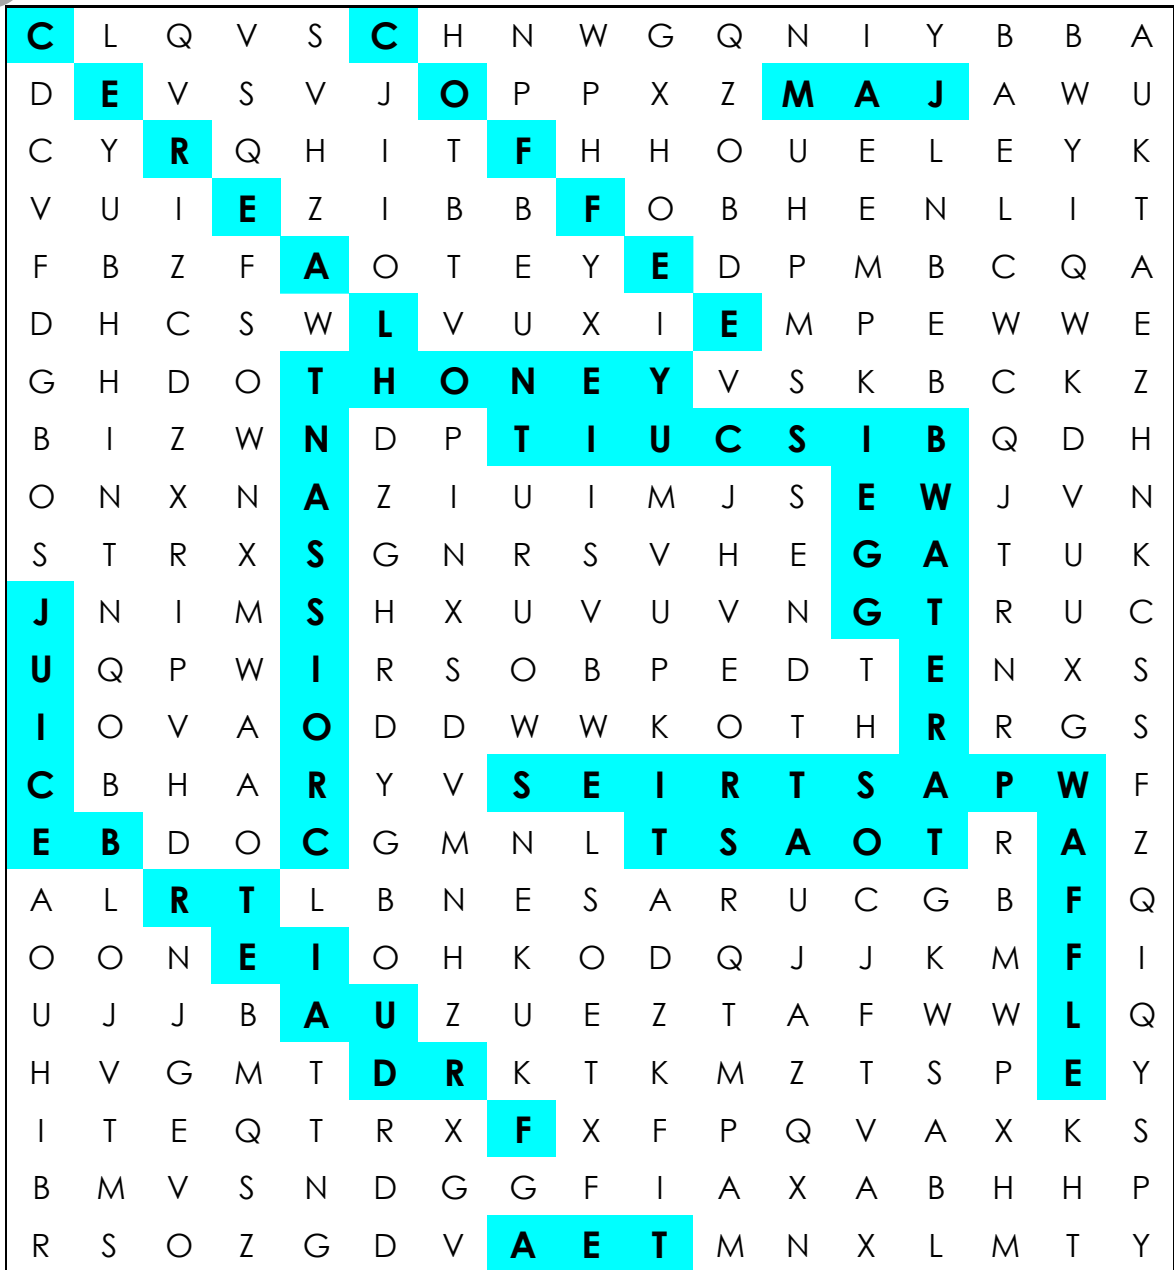 C L Q V S C H N W G Q N I Y B B A
D E V S V J O P P X Z M A J A W U
C Y R Q H I T F H H O U E L E Y K
V U I E Z I B B F O B H E N L I T
F B Z F A O T E Y E D P M B C Q A
D H C S W L V U X I E M P E W W E
G H D O T H O N E Y V S K B C K Z
B I Z W N D P T I U C S I B Q D H
O N X N A Z I U I M J S E W J V N
S T R X S G N R S V H E G A T U K
J N I M S H X U V U V N G T R U C
U Q P W I R S O B P E D T E N X S
I O V A O D D W W K O T H R R G S
C B H A R Y V S E I R T S A P W F
E B D O C G M N L T S A O T R A Z
A L R T L B N E S A R U C G B F Q
O O N E I O H K O D Q J J K M F I
U J J B A U Z U E Z T A F W W L Q
H V G M T D R K T K M Z T S P E Y
I T E Q T R X F X F P Q V A X K S
B M V S N D G G F I A X A B H H P
R S O Z G D V A E T M N X L M T Y